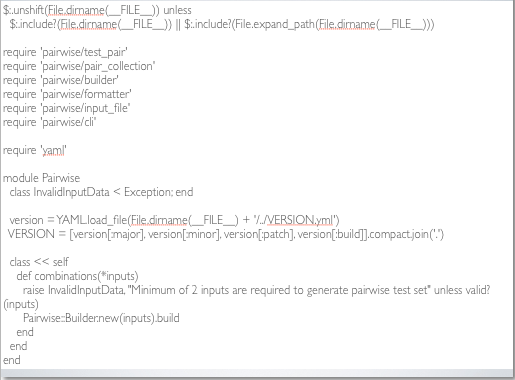 $:.unshift(File.dirname(__FILE__)) unless
$:.include?(File.dirname(__FILE__)) || $:.include?(File.expand_path(File.dirname(__FILE__)))
require 'pairwise/test_pair'
require 'pairwise/pair_collection'
require 'pairwise/builder'
require 'pairwise/formatter'
require 'pairwise/input_file'
require 'pairwise/cli'
require 'yaml'
module Pairwise
class InvalidInputData < Exception; end
version = YAML.load_file(File.dirname(__FILE__) + '/../VERSION.yml')
VERSION = [version[:major], version[:minor], version[:patch], version[:build]].compact.join('.')
class << self
def combinations(*inputs)
raise InvalidInputData, "Minimum of 2 inputs are required to generate pairwise test set" unless valid?
(inputs)
Pairwise::Builder.new(inputs).build
end
end
end